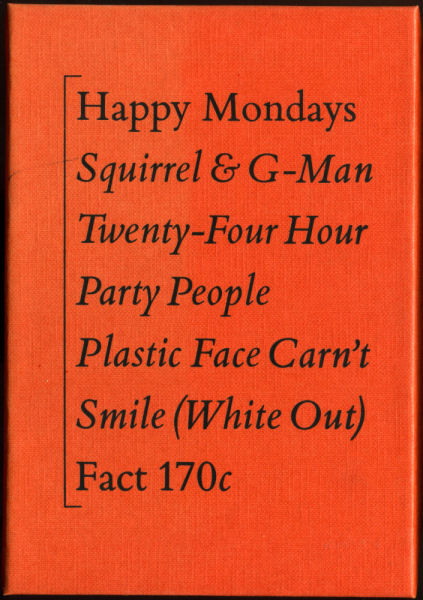 Happy Mondays
Squirrel & G-Man
Twenty-Four Hour
Party People
Plastic Face Carn't
Smile (White Out)
Fact 170c